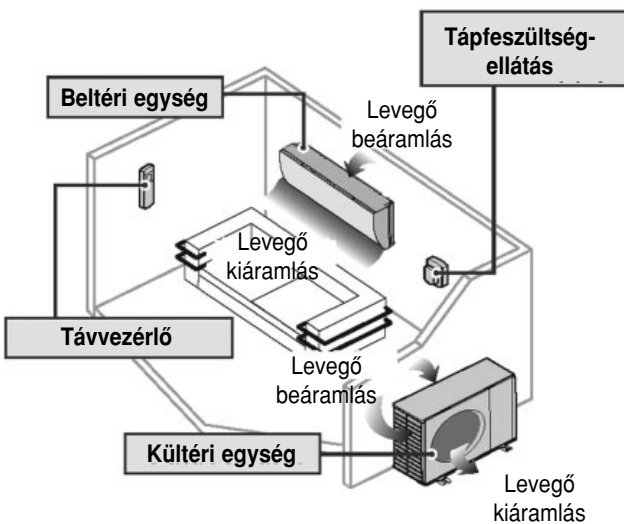 Tápfeszültség-
ellátás
Beltéri egység
Levegő
beáramlás
Levegő
kiáramlás
Távvezérlő
Levegő
beáramlás
Kültéri egység
Levegő
kiáramlás